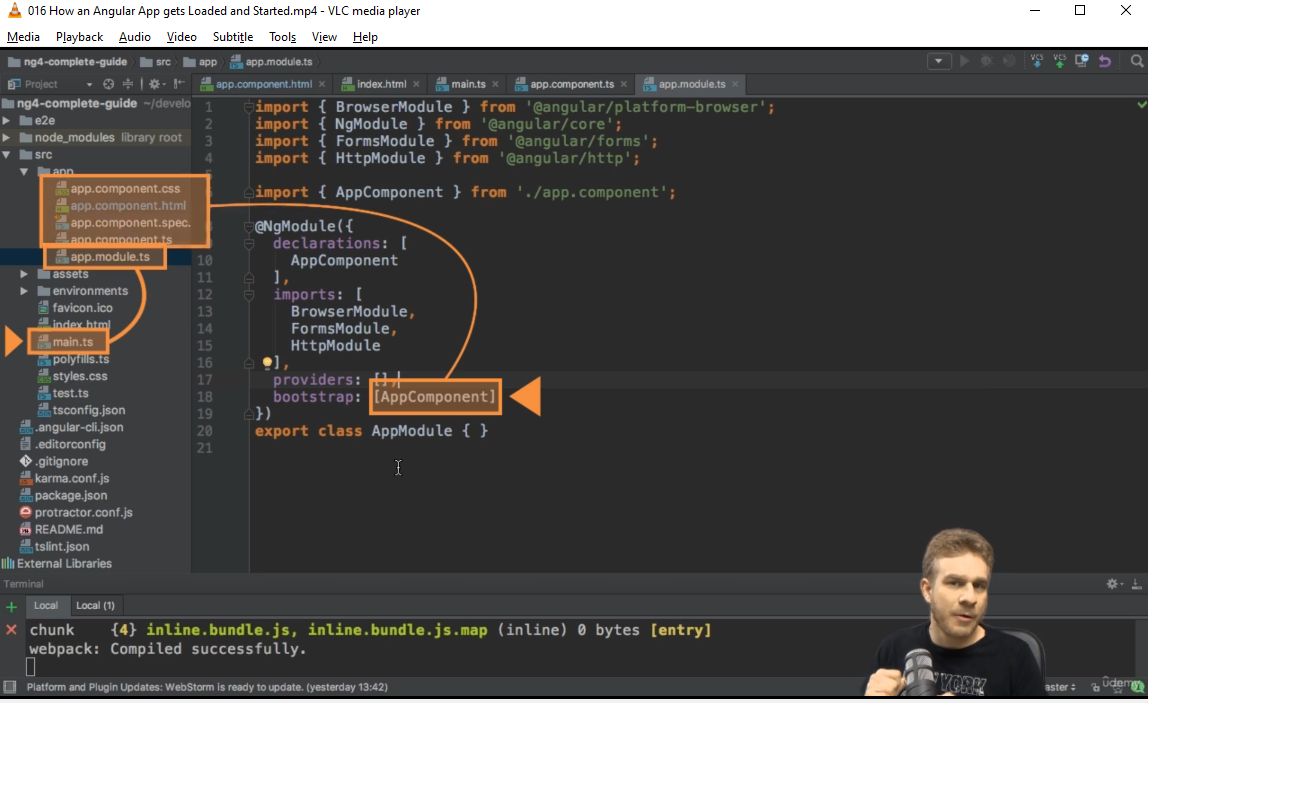 016 How an Angular App gets Loaded and Started.mp4 - VLC media player
Media Playback Audio Video Subtitle Tools View Help
ng4-complete-guide src app app.module.ts
Project
app.component.html index.html main.ts app.component.ts app.module.ts
ng4-complete-guide ~/develo
e2e
node_modules library root
src
app
app.component.css
app.component.html
app.component.spec.
app.component.ts
app.module.ts
assets
environments
favicon.ico
index.html
main.ts
polyfills.ts
styles.css
test.ts
tsconfig.json
.angular-cli.json
.editorconfig
.gitignore
karma.conf.js
package.json
protractor.conf.js
README.md
tslint.json
External Libraries
1 import { BrowserModule } from '@angular/platform-browser';
2 import { NgModule } from '@angular/core';
3 import { FormsModule } from '@angular/forms';
4 import { HttpModule } from '@angular/http';
import { AppComponent } from './app.component';
@NgModule({
declarations: [
10 AppComponent
11 ],
12 imports: [
13 BrowserModule,
14 FormsModule,
15 HttpModule
16 ],
17 providers: [],
18 bootstrap: [AppComponent]
19 })
20 export class AppModule { }
21
Terminal
Local Local (1)
chunk {4} inline.bundle.js, inline.bundle.js.map (inline) 0 bytes [entry]
webpack: Compiled successfully.
Platform and Plugin Updates: WebStorm is ready to update. (yesterday 13:42)
aster
YORK
udemy